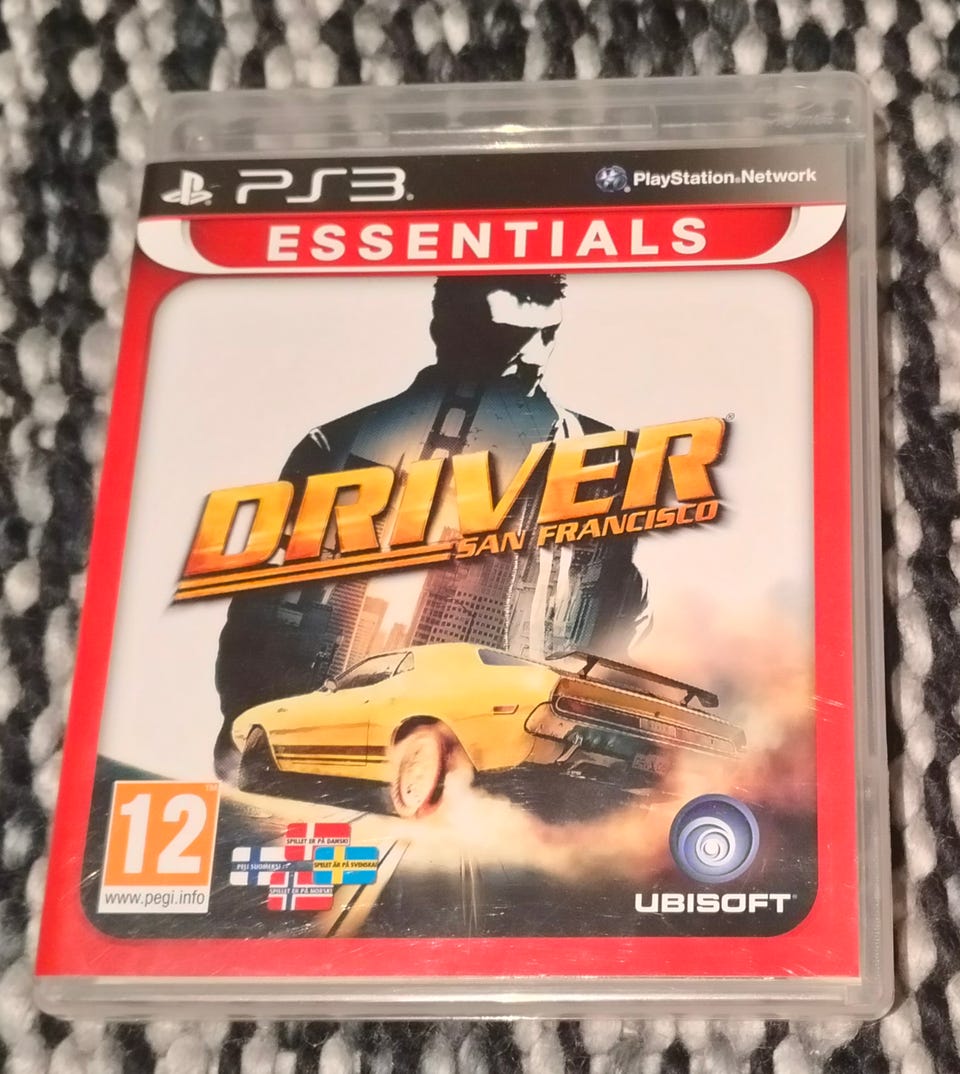 PS3
PlayStation®Network
ESSENTIALS
DRIVER®
SAN FRANCISCO
12
www.pegi.info
SPILLET ER PÅ DANSK!
PELI SUOMEKSI
SPELET ÄR PÅ SVENSKA!
SPILLET ER PÅ NORSK!
UBISOFT